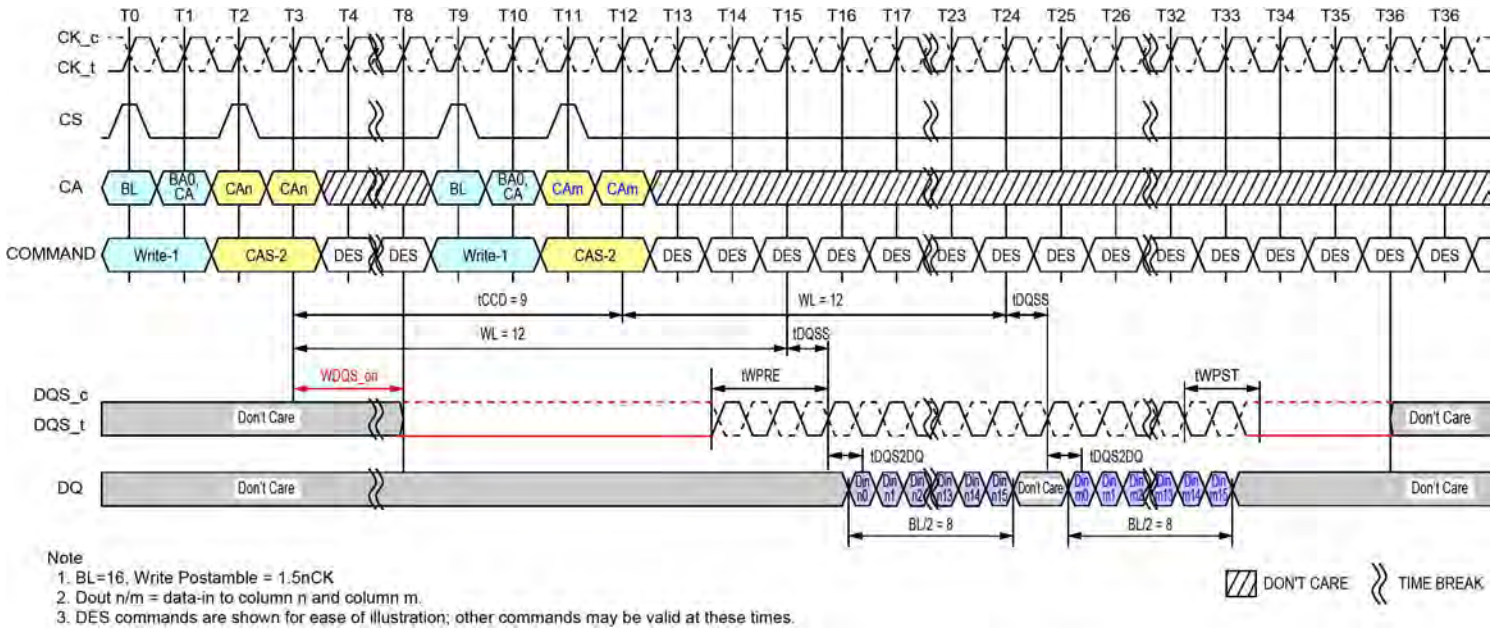 T0 T1 T2 T3 T4 T8 T9 T10 T11 T12 T13 T14 T15 T16 T17 T23 T24 T25 T26 T32 T33 T34 T35 T36 T36
CK_c
CK_t
CS
CA BL BA0, CA CAn CAn BL BA0, CA CAm CAm
COMMAND Write-1 CAS-2 DES DES Write-1 CAS-2 DES DES DES DES DES DES DES DES DES DES DES DES DES DES DES
tCCD = 9 WL = 12 tDQSS
WL = 12 tDQSS
WDQS_on tWPRE tWPST
DQS_c
DQS_t Don't Care Don't Care
tDQS2DQ tDQS2DQ
DQ Don't Care Din n0 Din n1 Din n2 Din n13 Din n14 Din n15 Don't Care Din m0 Din m1 Din m2 Din m13 Din m14 Din m15 Don't Care
BL/2 = 8 BL/2 = 8
Note
1. BL=16, Write Postamble = 1.5nCK
2. Dout n/m = data-in to column n and column m.
3. DES commands are shown for ease of illustration; other commands may be valid at these times.
DON'T CARE TIME BREAK